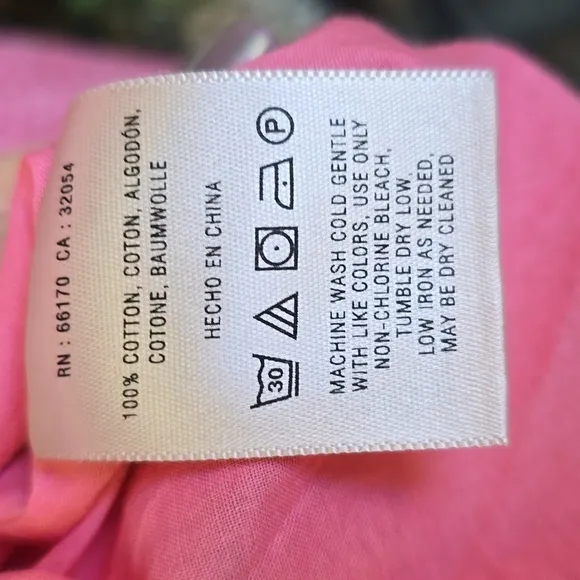 RN : 66170 CA : 32054
100% COTTON, COTON, ALGODÓN,
COTONE, BAUMWOLLE
HECHO EN CHINA
30 P
MACHINE WASH COLD GENTLE
WITH LIKE COLORS, USE ONLY
NON-CHLORINE BLEACH,
TUMBLE DRY LOW,
LOW IRON AS NEEDED,
MAY BE DRY CLEANED